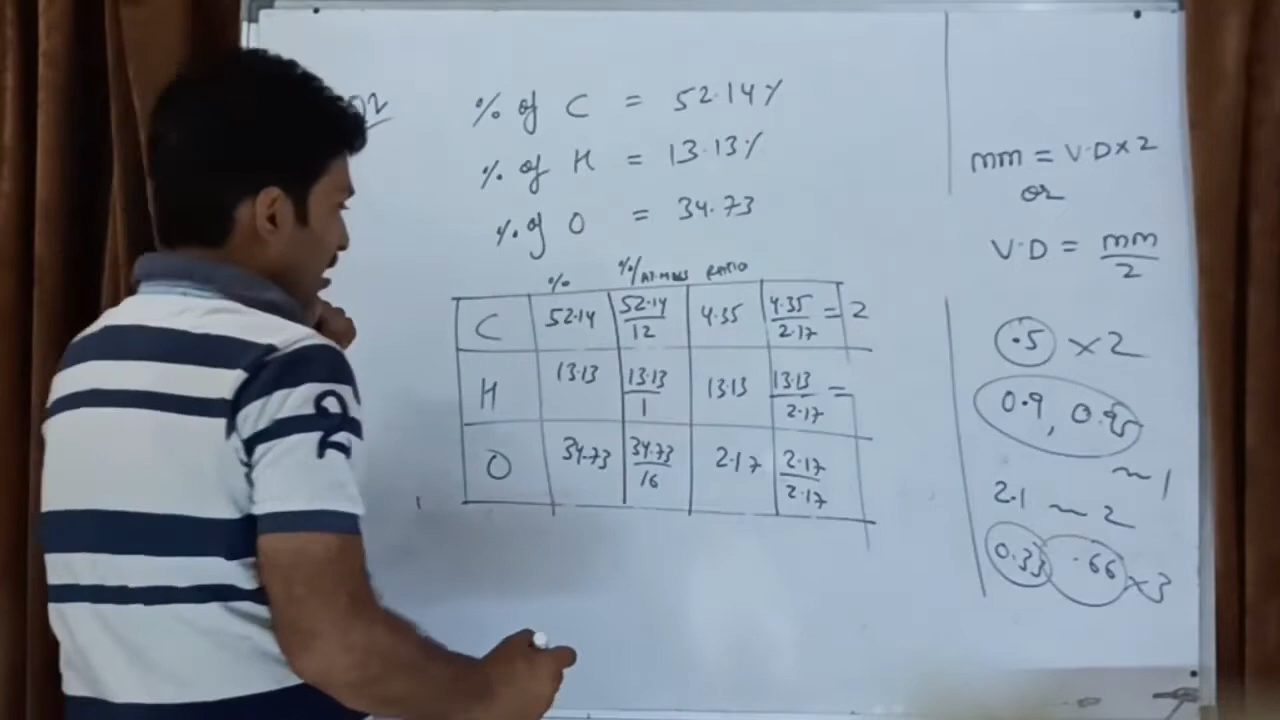 % of C = 52.14%
% of H = 13.13%
% of O = 34.73
% %/AT.MASS RATIO
C 52.14 52.14/12 4.35 4.35/2.17 = 2
H 13.13 13.13/1 13.13 13.13/2.17 =
O 34.73 34.73/16 2.17 2.17/2.17
mm = V.D×2
or
V.D = mm/2
.5 ×2
0.9, 0.95
~1
2.1 ~ 2
0.33 .66 ×3
2